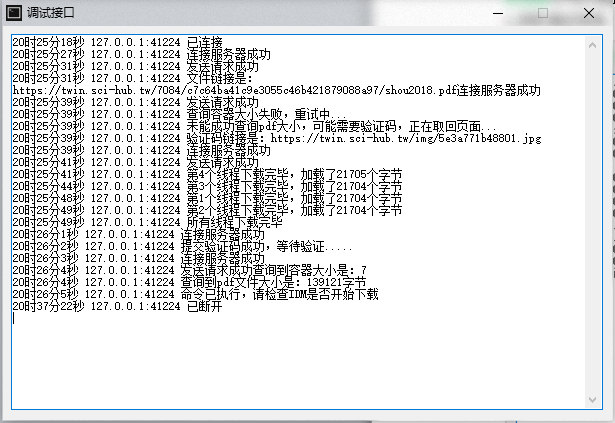 调试接口
20时25分18秒 127.0.0.1:41224 已连接
20时25分27秒 127.0.0.1:41224 连接服务器成功
20时25分31秒 127.0.0.1:41224 发送请求成功
20时25分31秒 127.0.0.1:41224 文件链接是：
https://twin.sci-hub.tw/7084/c7c64ba41c9e3055c46b421879088a97/shou2018.pdf连接服务器成功
20时25分39秒 127.0.0.1:41224 发送请求成功
20时25分39秒 127.0.0.1:41224 查询容器大小失败，重试中...
20时25分39秒 127.0.0.1:41224 未能成功查询pdf大小，可能需要验证码，正在取回页面...
20时25分39秒 127.0.0.1:41224 验证码链接是：https://twin.sci-hub.tw/img/5e3a771b48801.jpg
20时25分39秒 127.0.0.1:41224 连接服务器成功
20时25分41秒 127.0.0.1:41224 发送请求成功
20时25分41秒 127.0.0.1:41224 第4个线程下载完毕，加载了21705个字节
20时25分44秒 127.0.0.1:41224 第3个线程下载完毕，加载了21704个字节
20时25分48秒 127.0.0.1:41224 第1个线程下载完毕，加载了21704个字节
20时25分49秒 127.0.0.1:41224 第2个线程下载完毕，加载了21704个字节
20时25分49秒 127.0.0.1:41224 所有线程下载完毕
20时26分1秒 127.0.0.1:41224 连接服务器成功
20时26分2秒 127.0.0.1:41224 提交验证码成功，等待验证.....
20时26分3秒 127.0.0.1:41224 连接服务器成功
20时26分4秒 127.0.0.1:41224 发送请求成功查询到容器大小是：7
20时26分4秒 127.0.0.1:41224 查询到pdf文件大小是：139121字节
20时26分5秒 127.0.0.1:41224 命令已执行，请检查IDM是否开始下载
20时37分22秒 127.0.0.1:41224 已断开